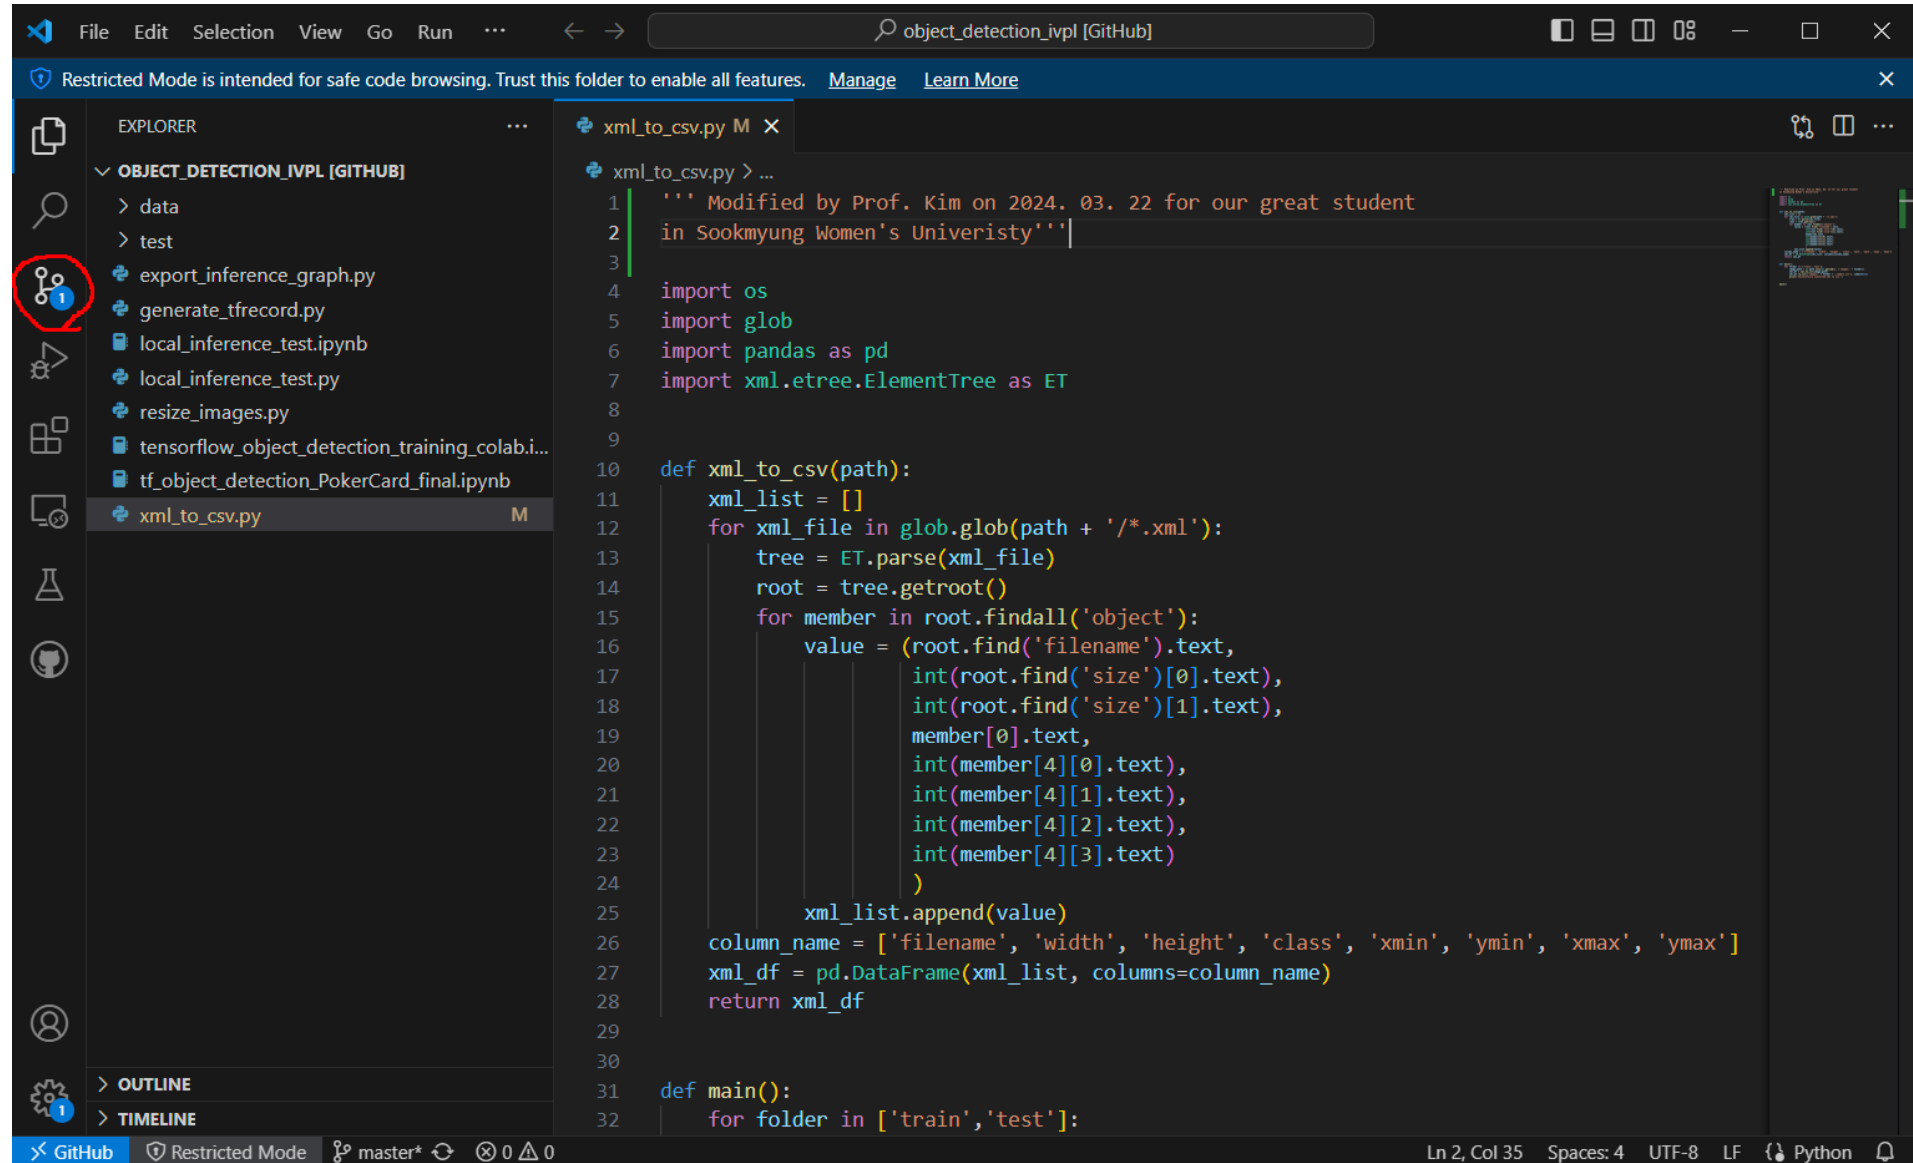 File Edit Selection View Go Run ··· object_detection_ivpl [GitHub]
Restricted Mode is intended for safe code browsing. Trust this folder to enable all features. Manage Learn More
EXPLORER
OBJECT_DETECTION_IVPL [GITHUB]
data
test
export_inference_graph.py
1
generate_tfrecord.py
local_inference_test.ipynb
local_inference_test.py
resize_images.py
tensorflow_object_detection_training_colab.i...
tf_object_detection_PokerCard_final.ipynb
xml_to_csv.py M
OUTLINE
1
TIMELINE
xml_to_csv.py M
xml_to_csv.py > ...
1 ''' Modified by Prof. Kim on 2024. 03. 22 for our great student
2 in Sookmyung Women's Univeristy'''
3
4 import os
5 import glob
6 import pandas as pd
7 import xml.etree.ElementTree as ET
8
9
10 def xml_to_csv(path):
11 xml_list = []
12 for xml_file in glob.glob(path + '/*.xml'):
13 tree = ET.parse(xml_file)
14 root = tree.getroot()
15 for member in root.findall('object'):
16 value = (root.find('filename').text,
17 int(root.find('size')[0].text),
18 int(root.find('size')[1].text),
19 member[0].text,
20 int(member[4][0].text),
21 int(member[4][1].text),
22 int(member[4][2].text),
23 int(member[4][3].text)
24 )
25 xml_list.append(value)
26 column_name = ['filename', 'width', 'height', 'class', 'xmin', 'ymin', 'xmax', 'ymax']
27 xml_df = pd.DataFrame(xml_list, columns=column_name)
28 return xml_df
29
30
31 def main():
32 for folder in ['train','test']:
GitHub Restricted Mode master* 0 0 Ln 2, Col 35 Spaces: 4 UTF-8 LF Python